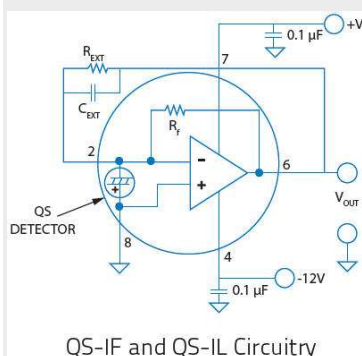 +V
0.1 µF
R_EXT
7
C_EXT
R_f
2
-
6
+
+
QS
DETECTOR
V_OUT
8
4
-12V
0.1 µF
QS-IF and QS-IL Circuitry